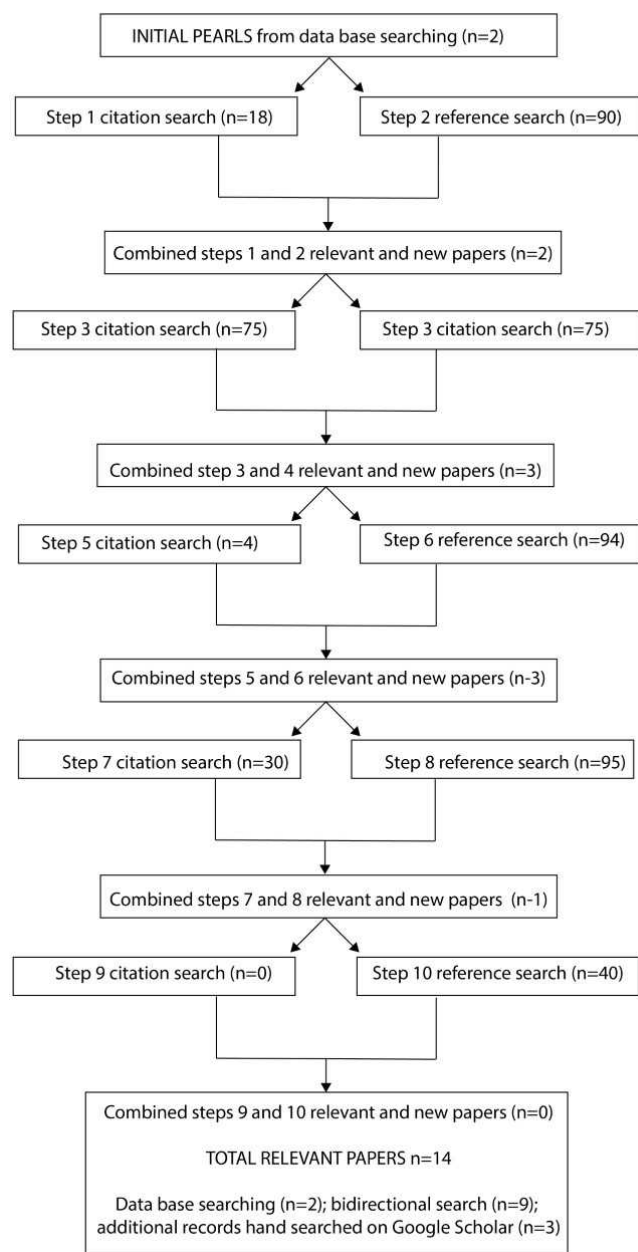 INITIAL PEARLS from data base searching (n=2)
Step 1 citation search (n=18)
Step 2 reference search (n=90)
Combined steps 1 and 2 relevant and new papers (n=2)
Step 3 citation search (n=75)
Step 3 citation search (n=75)
Combined step 3 and 4 relevant and new papers (n=3)
Step 5 citation search (n=4)
Step 6 reference search (n=94)
Combined steps 5 and 6 relevant and new papers (n-3)
Step 7 citation search (n=30)
Step 8 reference search (n=95)
Combined steps 7 and 8 relevant and new papers (n-1)
Step 9 citation search (n=0)
Step 10 reference search (n=40)
Combined steps 9 and 10 relevant and new papers (n=0)
TOTAL RELEVANT PAPERS n=14
Data base searching (n=2); bidirectional search (n=9);
additional records hand searched on Google Scholar (n=3)